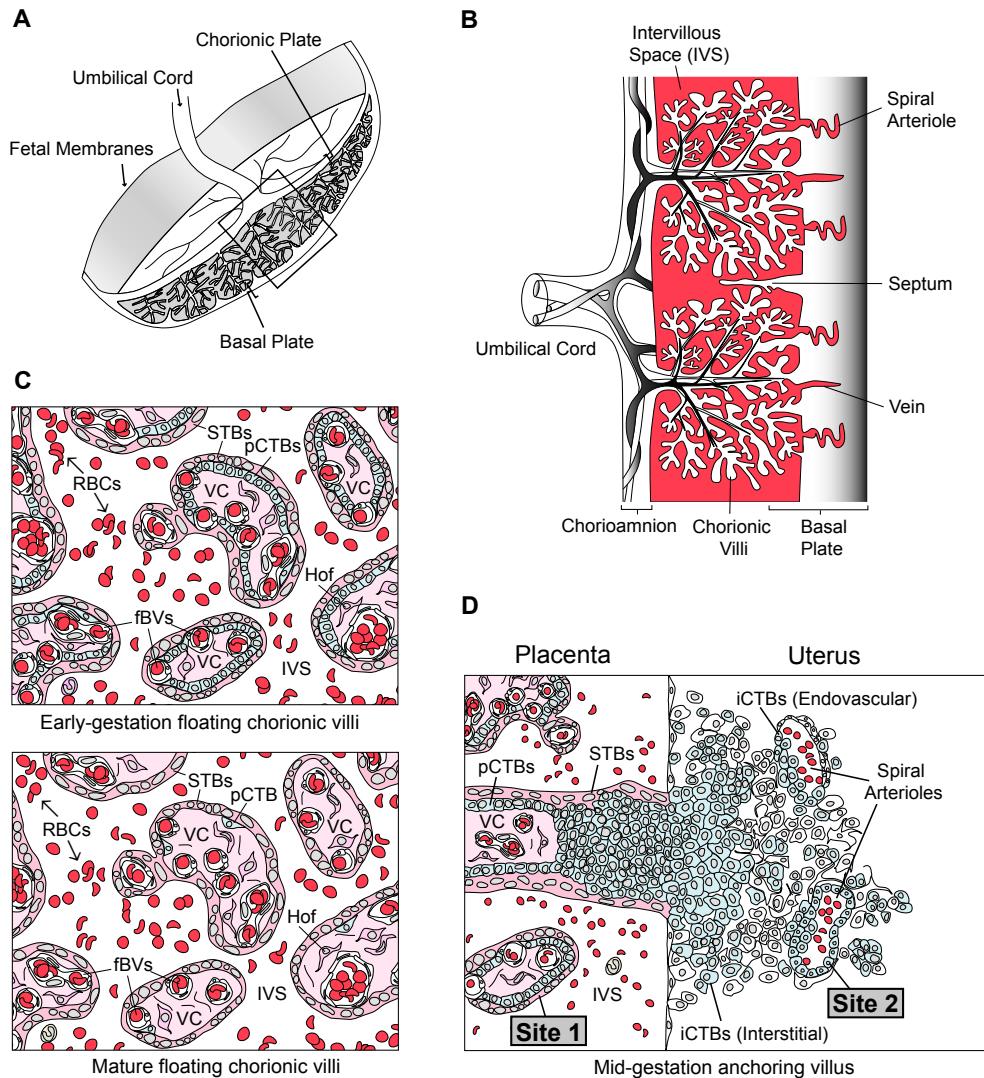 A
Chorionic Plate
Umbilical Cord
Fetal Membranes
Basal Plate
B
Intervillous
Space (IVS)
Spiral
Arteriole
Septum
Umbilical Cord
Vein
Chorioamnion
Chorionic
Villi
Basal
Plate
C
STBs
pCTBs
RBCs
VC
VC
Hof
fBVs
VC
IVS
Early-gestation floating chorionic villi
STBs
pCTB
RBCs
VC
VC
Hof
fBVs
IVS
VC
Mature floating chorionic villi
D
Placenta
Uterus
iCTBs (Endovascular)
pCTBs
STBs
Spiral
Arterioles
VC
IVS
Site 1
Site 2
iCTBs (Interstitial)
Mid-gestation anchoring villus